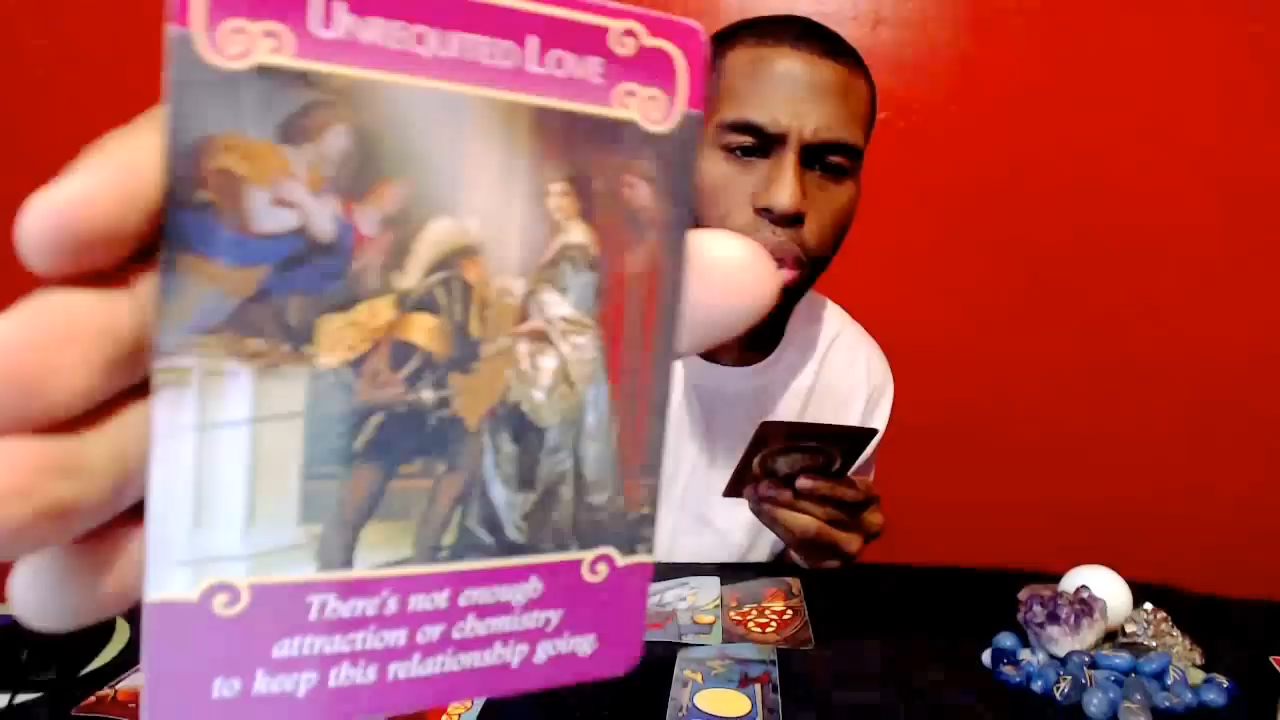 UNREQUITED LOVE
There's not enough
attraction or chemistry
to keep this relationship going.